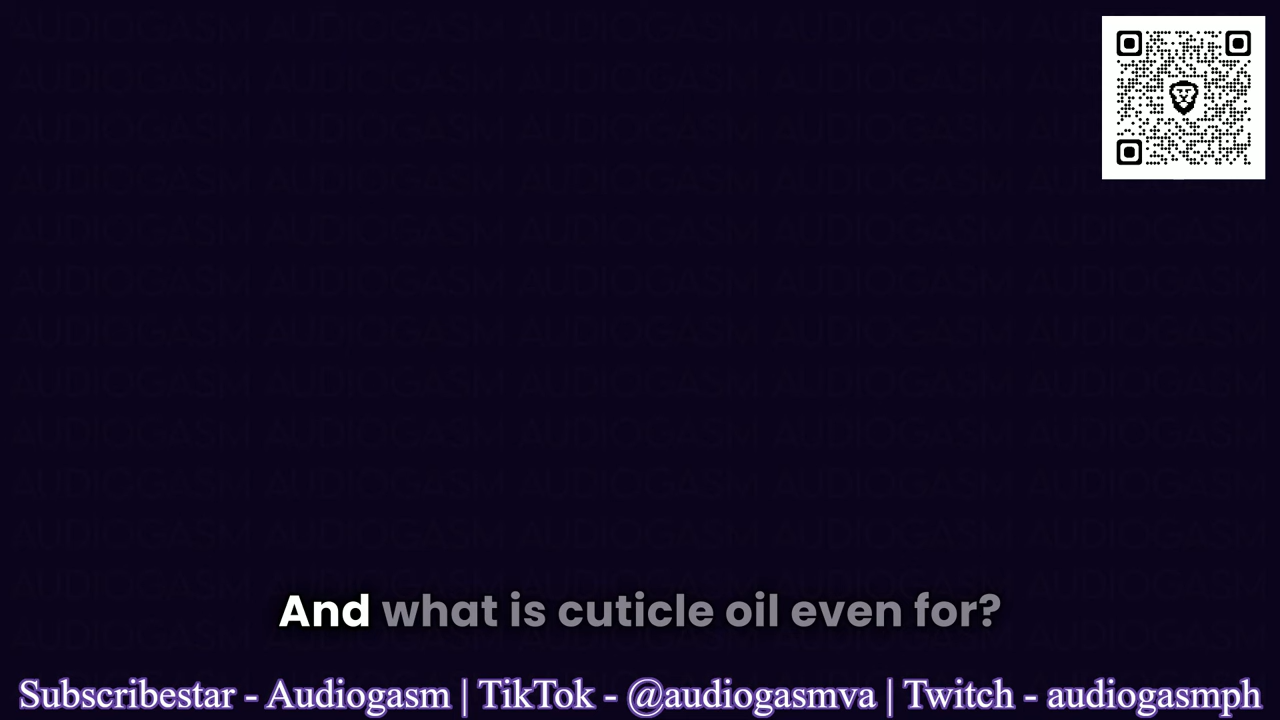 And what is cuticle oil even for?
Subscribestar - Audiogasm | TikTok - @audiogasmva | Twitch - audiogasmph